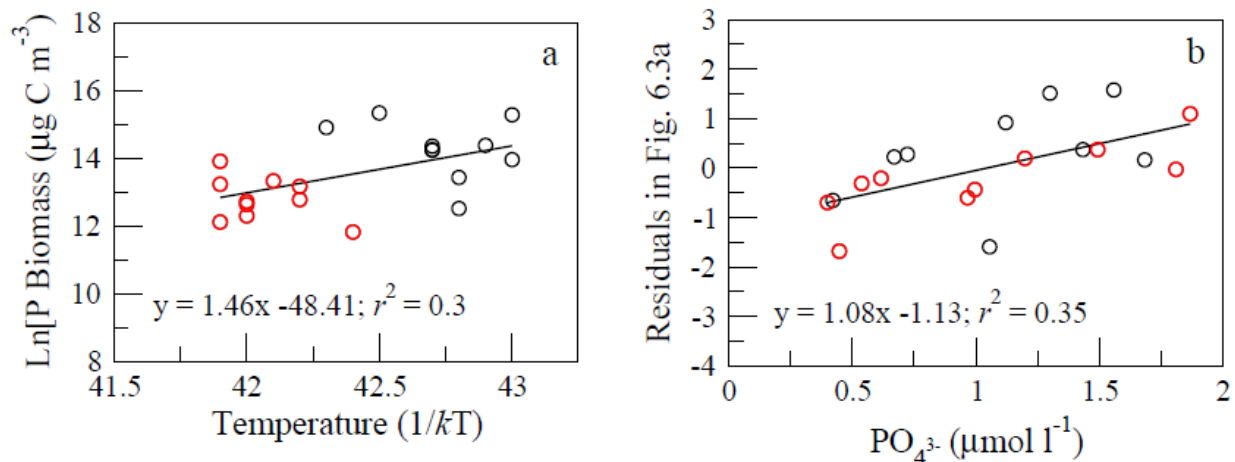 Ln[P Biomass (µg C m⁻³)
18
16
14
12
10
8
a
y = 1.46x -48.41; r² = 0.3
41.5 42 42.5 43
Temperature (1/kT)
Residuals in Fig. 6.3a
3
2
1
0
-1
-2
-3
-4
b
y = 1.08x -1.13; r² = 0.35
0 0.5 1 1.5 2
PO₄³⁻ (µmol l⁻¹)